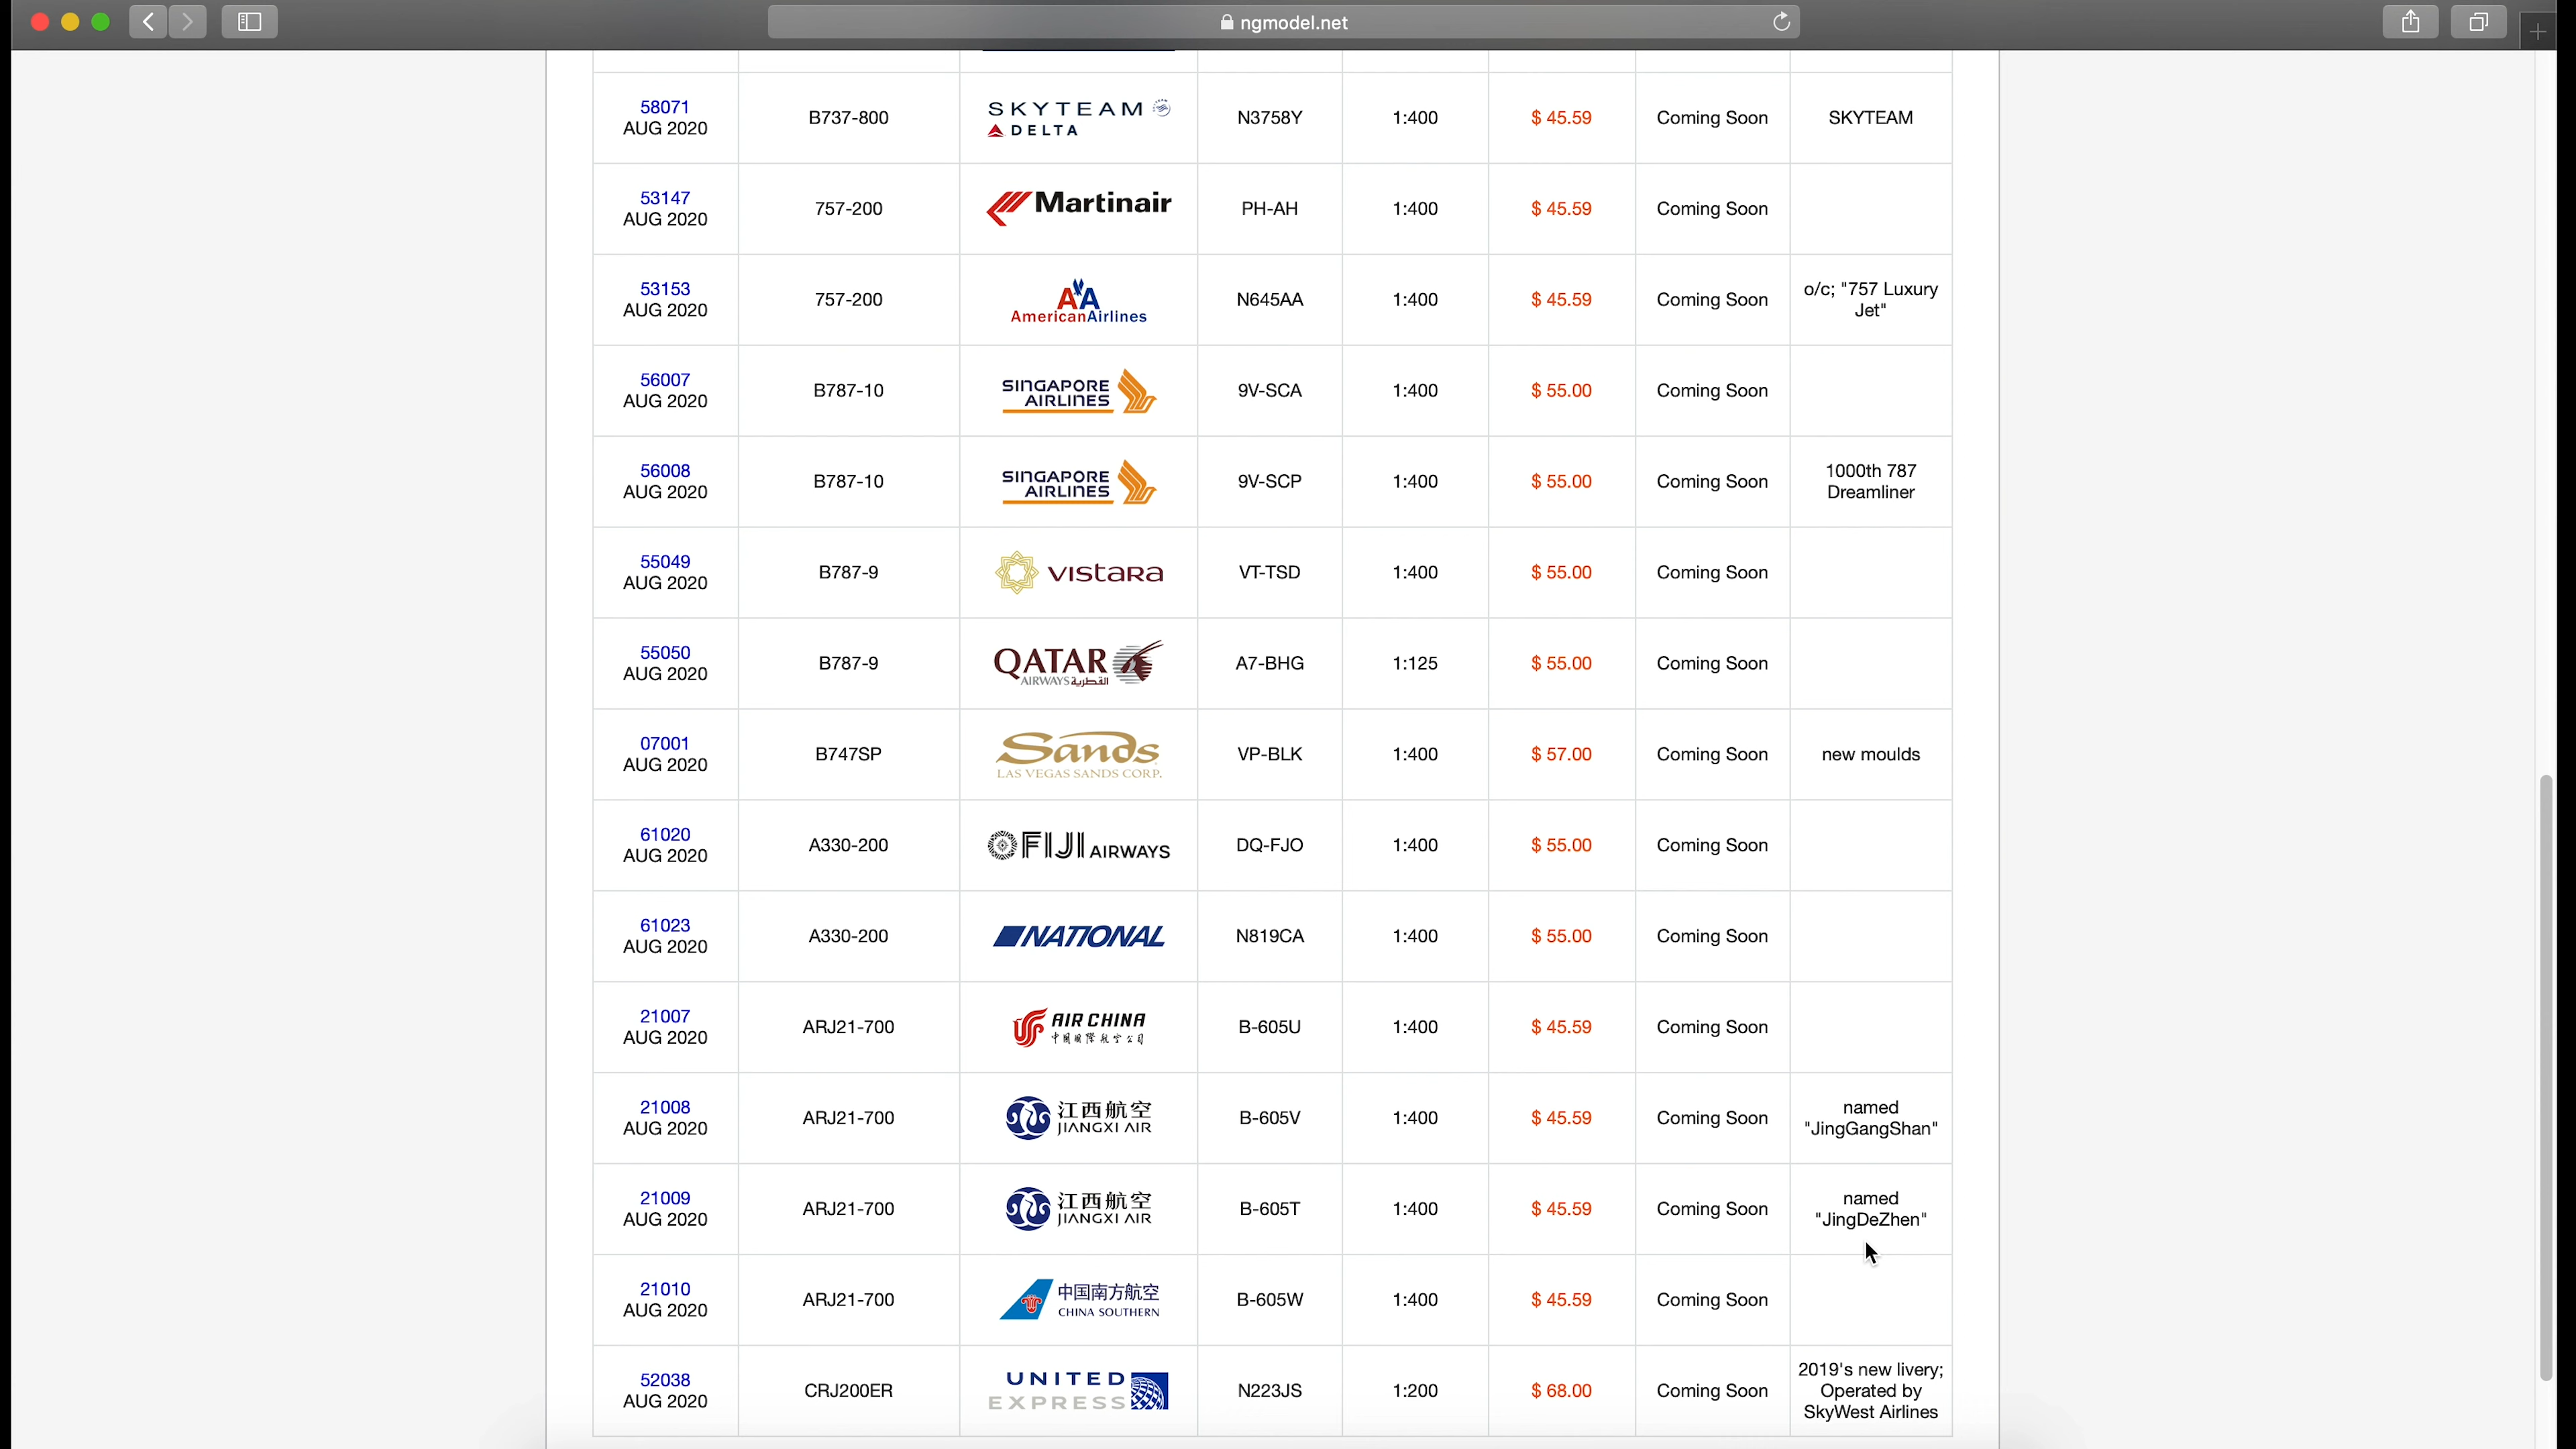 ngmodel.net
58071
AUG 2020
B737-800
SKYTEAM
DELTA
N3758Y
1:400
$ 45.59
Coming Soon
SKYTEAM
53147
AUG 2020
757-200
Martinair
PH-AH
1:400
$ 45.59
Coming Soon
53153
AUG 2020
757-200
AA
AmericanAirlines
N645AA
1:400
$ 45.59
Coming Soon
o/c; "757 Luxury
Jet"
56007
AUG 2020
B787-10
SINGAPORE
AIRLINES
9V-SCA
1:400
$ 55.00
Coming Soon
56008
AUG 2020
B787-10
SINGAPORE
AIRLINES
9V-SCP
1:400
$ 55.00
Coming Soon
1000th 787
Dreamliner
55049
AUG 2020
B787-9
VISTARA
VT-TSD
1:400
$ 55.00
Coming Soon
55050
AUG 2020
B787-9
QATAR
AIRWAYS القطرية
A7-BHG
1:125
$ 55.00
Coming Soon
07001
AUG 2020
B747SP
Sands
LAS VEGAS SANDS CORP.
VP-BLK
1:400
$ 57.00
Coming Soon
new moulds
61020
AUG 2020
A330-200
FIJI AIRWAYS
DQ-FJO
1:400
$ 55.00
Coming Soon
61023
AUG 2020
A330-200
NATIONAL
N819CA
1:400
$ 55.00
Coming Soon
21007
AUG 2020
ARJ21-700
AIR CHINA
中國國際航空公司
B-605U
1:400
$ 45.59
Coming Soon
21008
AUG 2020
ARJ21-700
江西航空
JIANGXI AIR
B-605V
1:400
$ 45.59
Coming Soon
named
"JingGangShan"
21009
AUG 2020
ARJ21-700
江西航空
JIANGXI AIR
B-605T
1:400
$ 45.59
Coming Soon
named
"JingDeZhen"
21010
AUG 2020
ARJ21-700
中国南方航空
CHINA SOUTHERN
B-605W
1:400
$ 45.59
Coming Soon
52038
AUG 2020
CRJ200ER
UNITED
EXPRESS
N223JS
1:200
$ 68.00
Coming Soon
2019's new livery;
Operated by
SkyWest Airlines